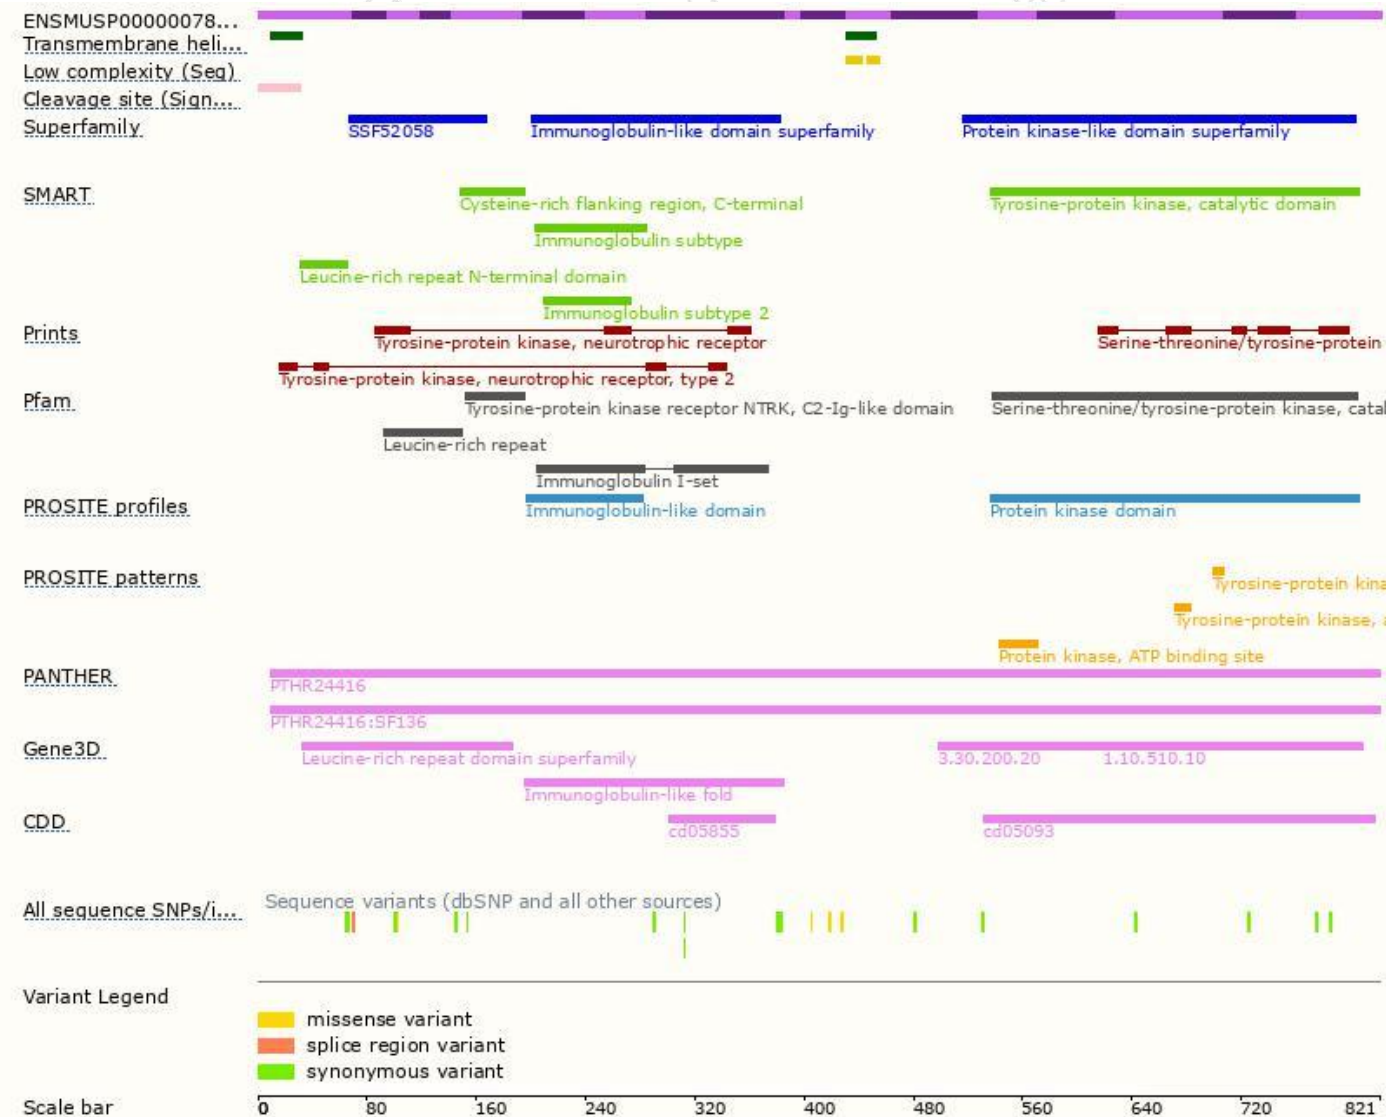 ENSMUSP00000078...
Transmembrane heli...
Low complexity (Seg)
Cleavage site (Sign...
Superfamily
SSF52058
Immunoglobulin-like domain superfamily
Protein kinase-like domain superfamily
SMART
Cysteine-rich flanking region, C-terminal
Tyrosine-protein kinase, catalytic domain
Immunoglobulin subtype
Leucine-rich repeat N-terminal domain
Immunoglobulin subtype 2
Prints
Tyrosine-protein kinase, neurotrophic receptor
Serine-threonine/tyrosine-protein
Tyrosine-protein kinase, neurotrophic receptor, type 2
Pfam
Tyrosine-protein kinase receptor NTRK, C2-Ig-like domain
Serine-threonine/tyrosine-protein kinase, catal
Leucine-rich repeat
Immunoglobulin I-set
PROSITE profiles
Immunoglobulin-like domain
Protein kinase domain
PROSITE patterns
Tyrosine-protein kina
Tyrosine-protein kinase, a
Protein kinase, ATP binding site
PANTHER
PTHR24416
PTHR24416:SF136
Gene3D
Leucine-rich repeat domain superfamily
3.30.200.20
1.10.510.10
Immunoglobulin-like fold
CDD
cd05855
cd05093
All sequence SNPs/i...
Sequence variants (dbSNP and all other sources)
Variant Legend
missense variant
splice region variant
synonymous variant
Scale bar
0 80 160 240 320 400 480 560 640 720 821